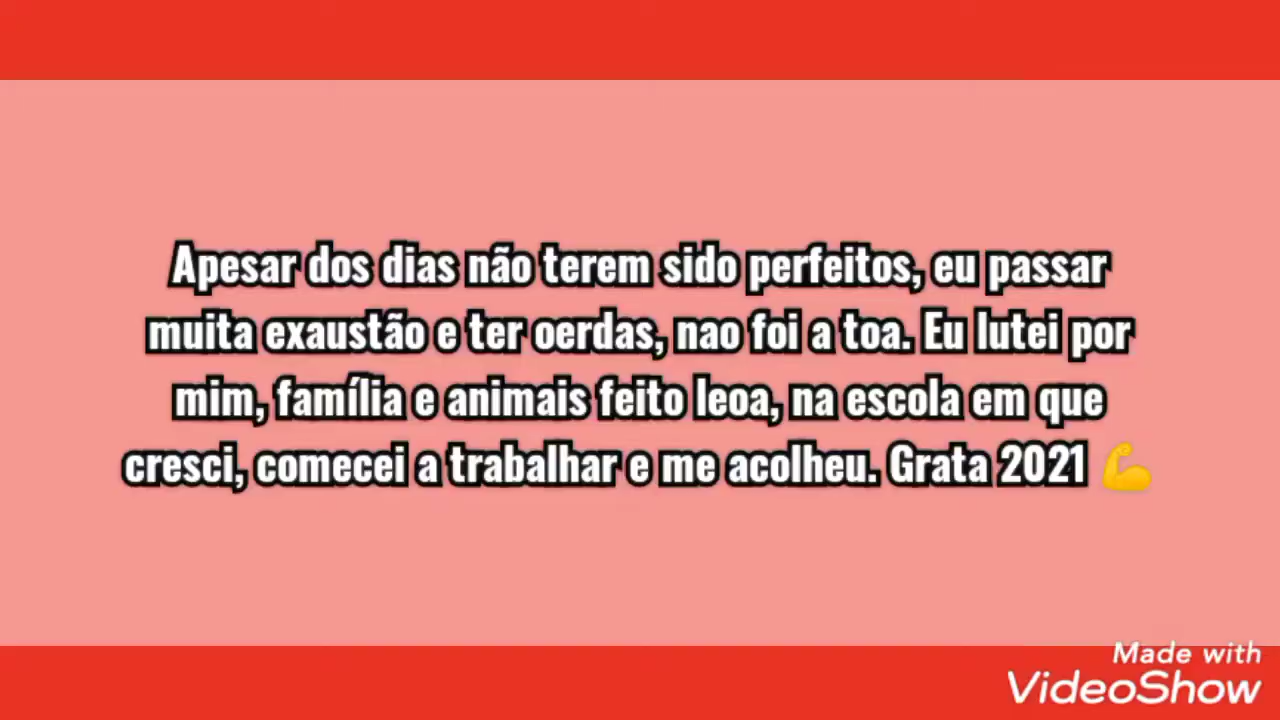 Apesar dos dias não terem sido perfeitos, eu passar
muita exaustão e ter oerdas, nao foi a toa. Eu lutei por
mim, família e animais feito leoa, na escola em que
cresci, comecei a trabalhar e me acolheu. Grata 2021 💪
Made with
VideoShow